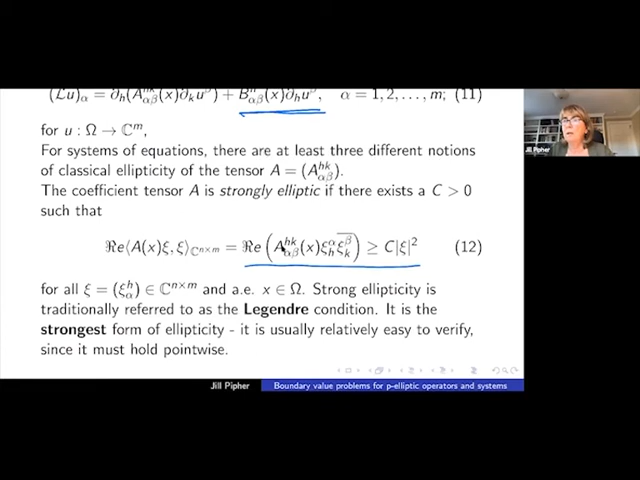 (ℒu)_α = ∂_h(A^{hk}_{αβ}(x)∂_k u^β) + B^h_{αβ}(x)∂_h u^β, α = 1, 2, . . . , m; (11)
for u : Ω → ℂ^m,
For systems of equations, there are at least three different notions
of classical ellipticity of the tensor A = (A^{hk}_{αβ}).
The coefficient tensor A is strongly elliptic if there exists a C > 0
such that
ℜe⟨A(x)ξ, ξ⟩_{ℂ^{n×m}} = ℜe (A^{hk}_{αβ}(x)ξ^α_h \overline{ξ^β_k}) ≥ C|ξ|^2 (12)
for all ξ = (ξ^h_α) ∈ ℂ^{n×m} and a.e. x ∈ Ω. Strong ellipticity is
traditionally referred to as the Legendre condition. It is the
strongest form of ellipticity - it is usually relatively easy to verify,
since it must hold pointwise.
Jill Pipher Boundary value problems for p-elliptic operators and systems
Jill Pipher